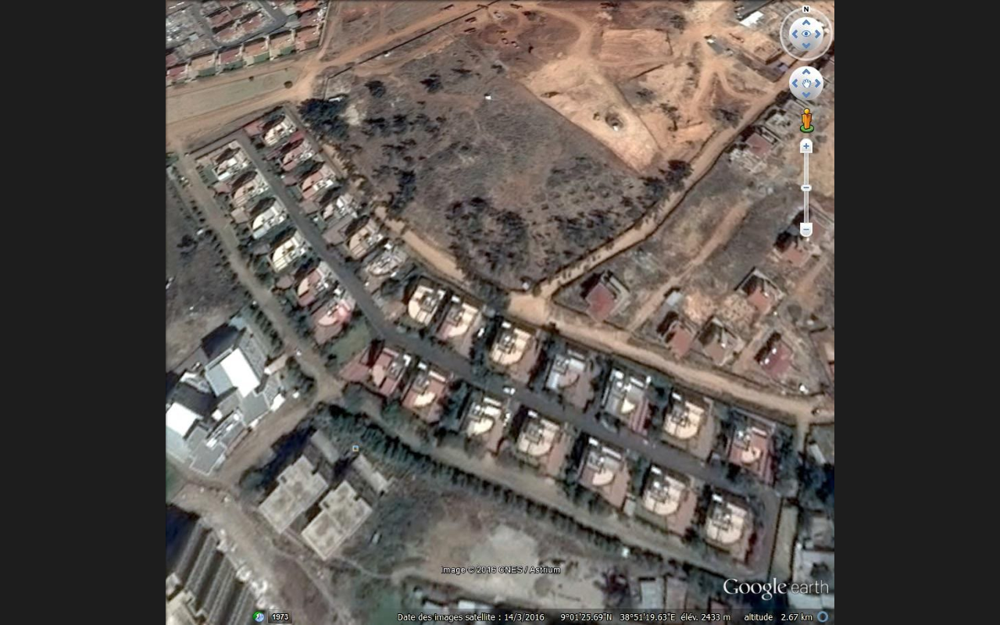 N
Image © 2016 CNES / Astrium
Google earth
1973
Date des images satellite : 14/3/2016 9°01'25.69"N 38°51'19.63"E élév. 2433 m altitude 2.67 km